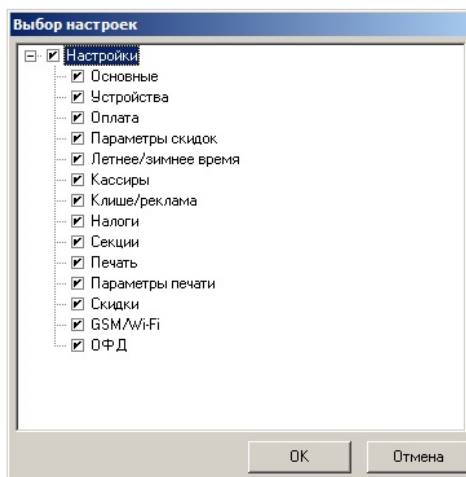 Выбор настроек
Настройки
Основные
Устройства
Оплата
Параметры скидок
Летнее/зимнее время
Кассиры
Клише/реклама
Налоги
Секции
Печать
Параметры печати
Скидки
GSM/Wi-Fi
ОФД
OK Отмена